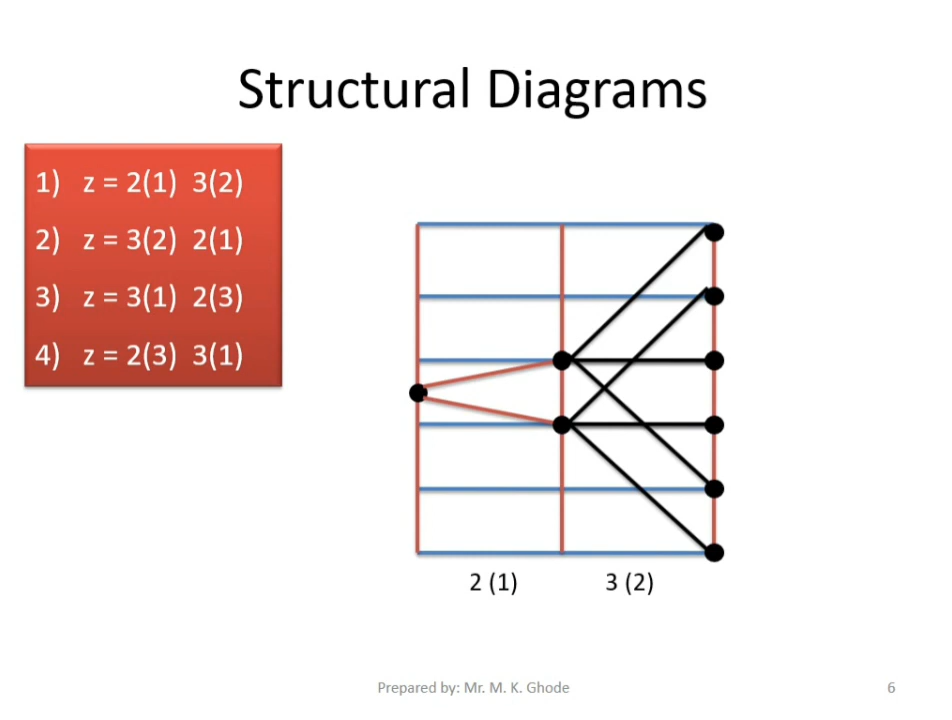 Structural Diagrams
1) z = 2(1) 3(2)
2) z = 3(2) 2(1)
3) z = 3(1) 2(3)
4) z = 2(3) 3(1)
2 (1) 3 (2)
Prepared by: Mr. M. K. Ghode 6